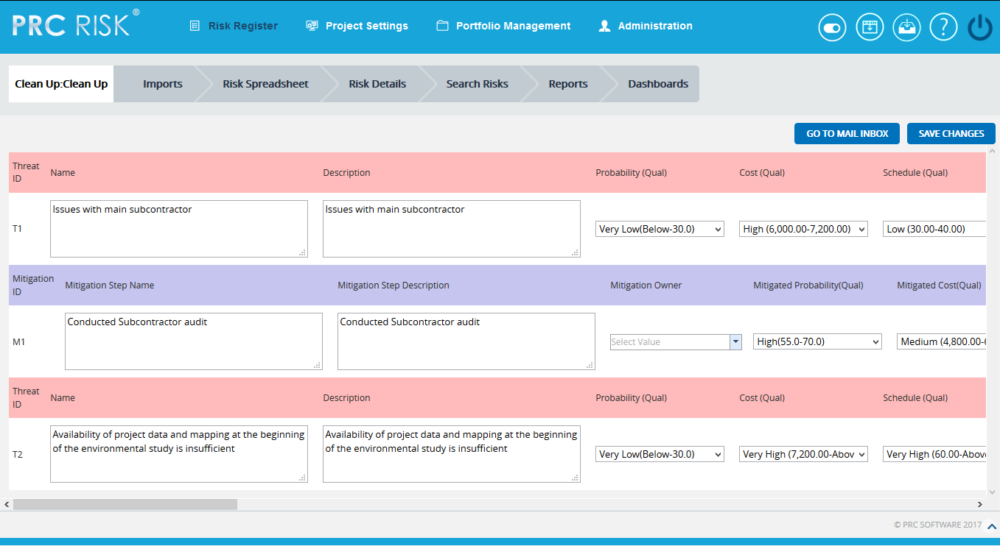 PRC RISK®
Risk Register
Project Settings
Portfolio Management
Administration
?
Clean Up:Clean Up
Imports
Risk Spreadsheet
Risk Details
Search Risks
Reports
Dashboards
GO TO MAIL INBOX
SAVE CHANGES
Threat ID
Name
Description
Probability (Qual)
Cost (Qual)
Schedule (Qual)
T1
Issues with main subcontractor
Issues with main subcontractor
Very Low(Below-30.0)
High (6,000.00-7,200.00)
Low (30.00-40.00)
Mitigation ID
Mitigation Step Name
Mitigation Step Description
Mitigation Owner
Mitigated Probability(Qual)
Mitigated Cost(Qual)
M1
Conducted Subcontractor audit
Conducted Subcontractor audit
Select Value
High(55.0-70.0)
Medium (4,800.00-
Threat ID
Name
Description
Probability (Qual)
Cost (Qual)
Schedule (Qual)
T2
Availability of project data and mapping at the beginning
of the environmental study is insufficient
Availability of project data and mapping at the beginning
of the environmental study is insufficient
Very Low(Below-30.0)
Very High (7,200.00-Abov
Very High (60.00-Above
© PRC SOFTWARE 2017